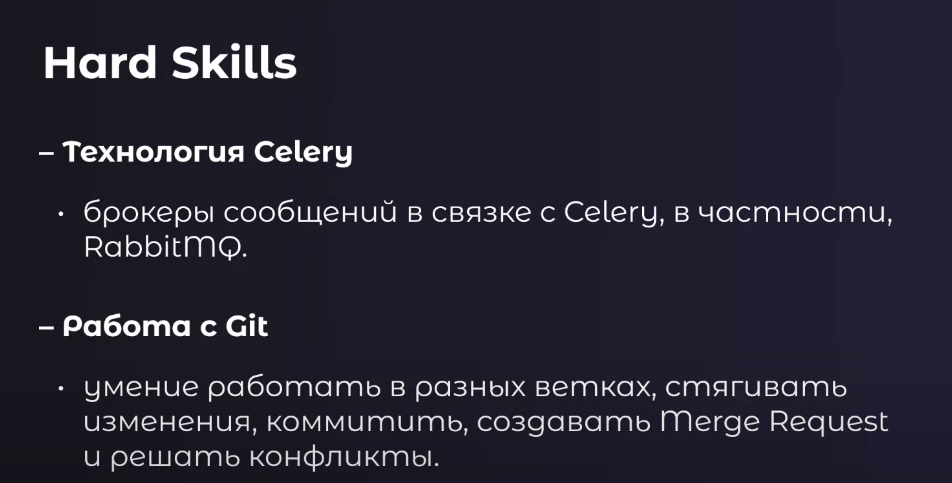 Hard Skills
– Технология Celery
• брокеры сообщений в связке с Celery, в частности,
RabbitMQ.
– Работа с Git
• умение работать в разных ветках, стягивать
изменения, коммитить, создавать Merge Request
и решать конфликты.